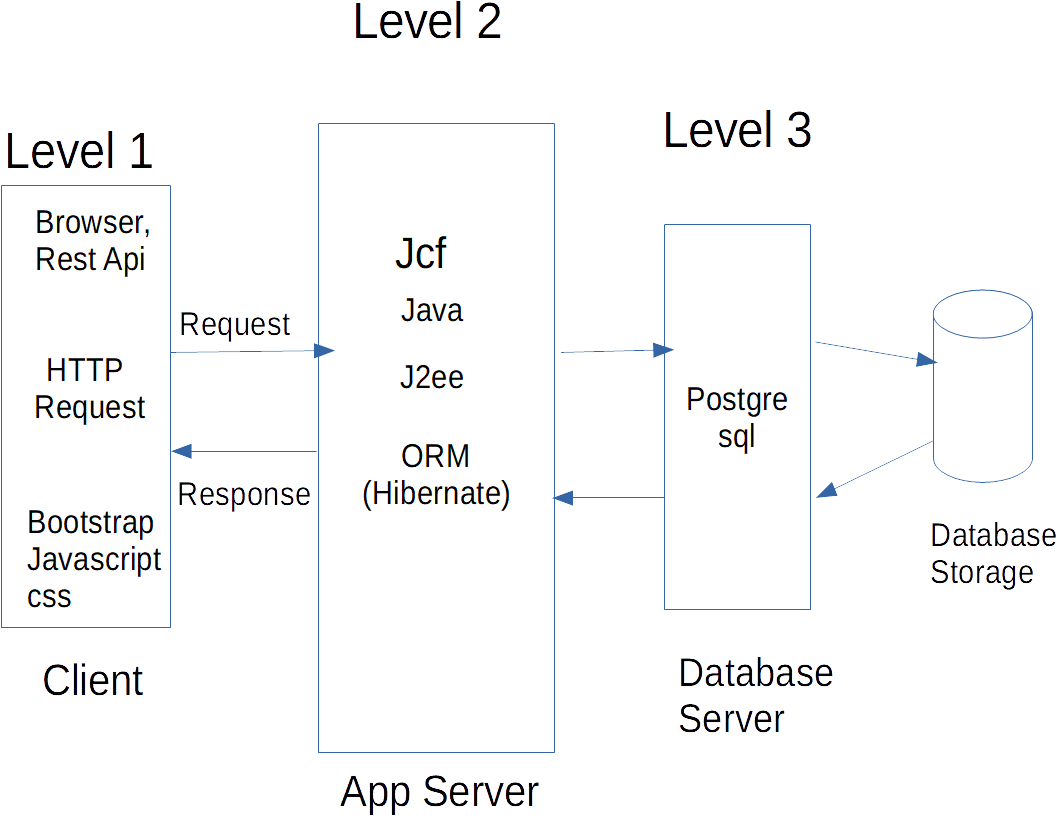 Level 2
Level 1
Level 3
Browser,
Rest Api
HTTP
Request
Bootstrap
Javascript
css
Client
Request
Response
Jcf
Java
J2ee
ORM
(Hibernate)
App Server
Postgre
sql
Database
Server
Database
Storage